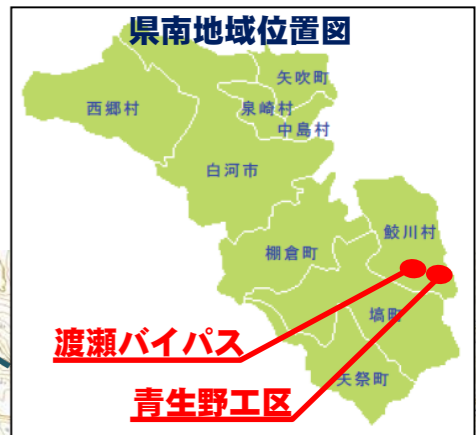 県南地域位置図
矢吹町
泉崎村
西郷村
中島村
白河市
鮫川村
棚倉町
塙町
渡瀬バイパス
矢祭町
青生野工区